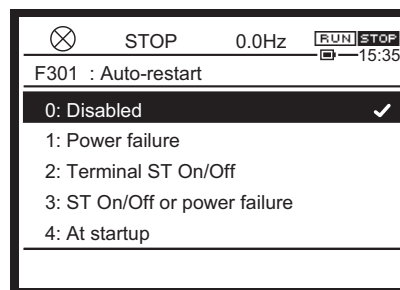 STOP 0.0Hz RUN STOP
15:35
F301 : Auto-restart
0: Disabled
1: Power failure
2: Terminal ST On/Off
3: ST On/Off or power failure
4: At startup